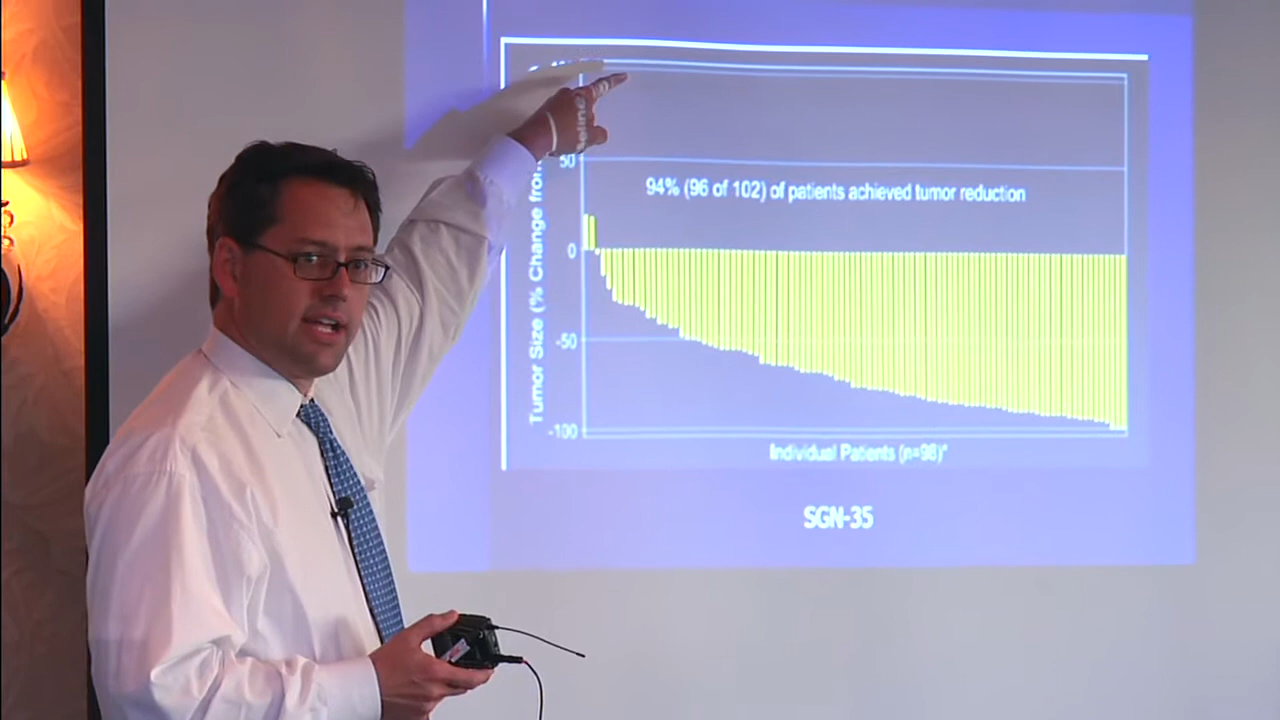 50
94% (96 of 102) of patients achieved tumor reduction
0
-50
-100
Tumor Size (% Change from
Individual Patients (n=98)*
SGN-35